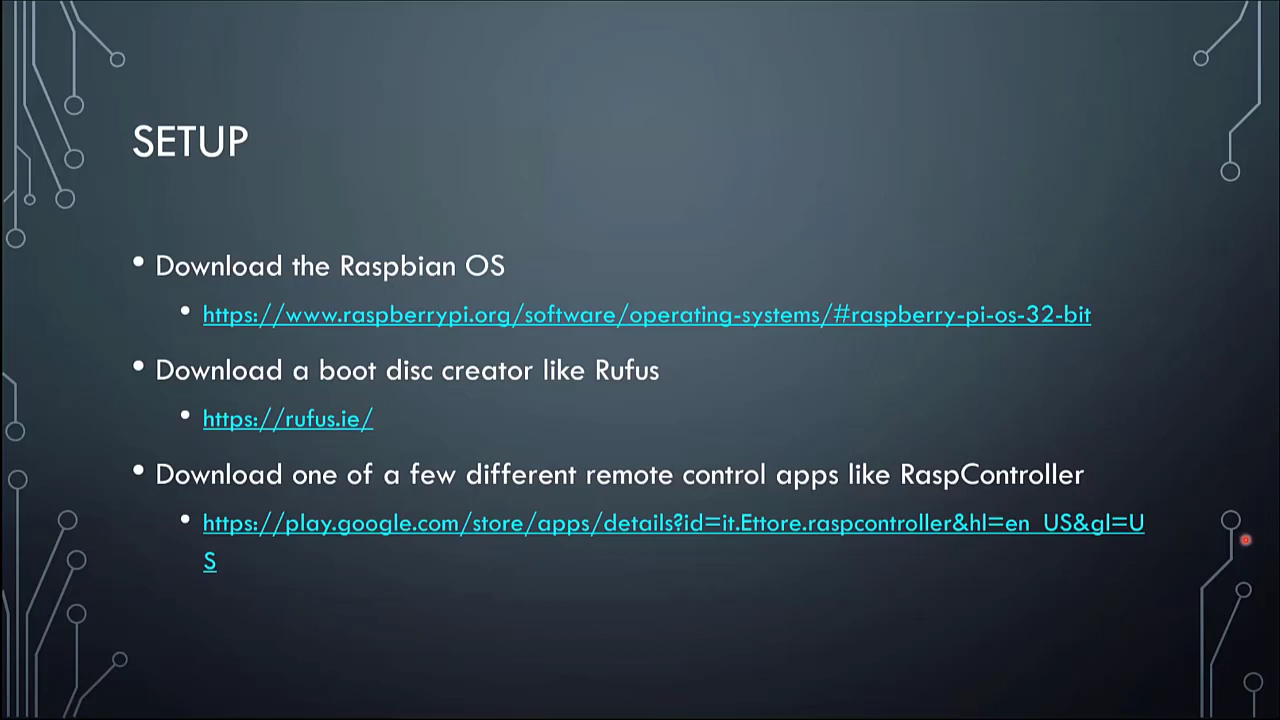 SETUP
• Download the Raspbian OS
• https://www.raspberrypi.org/software/operating-systems/#raspberry-pi-os-32-bit
• Download a boot disc creator like Rufus
• https://rufus.ie/
• Download one of a few different remote control apps like RaspController
• https://play.google.com/store/apps/details?id=it.Ettore.raspcontroller&hl=en_US&gl=U
S